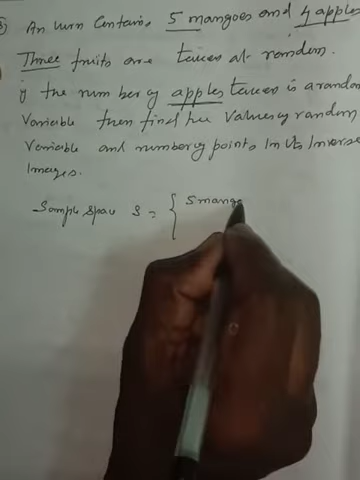 An urn Contains 5 mangoes and 4 apples
Three fruits are taken at random.
if the number of apples taken is a random
Variable then find the values of random
Variable and number of points in its Inverse
Images.
Sample space S = { 5 mang